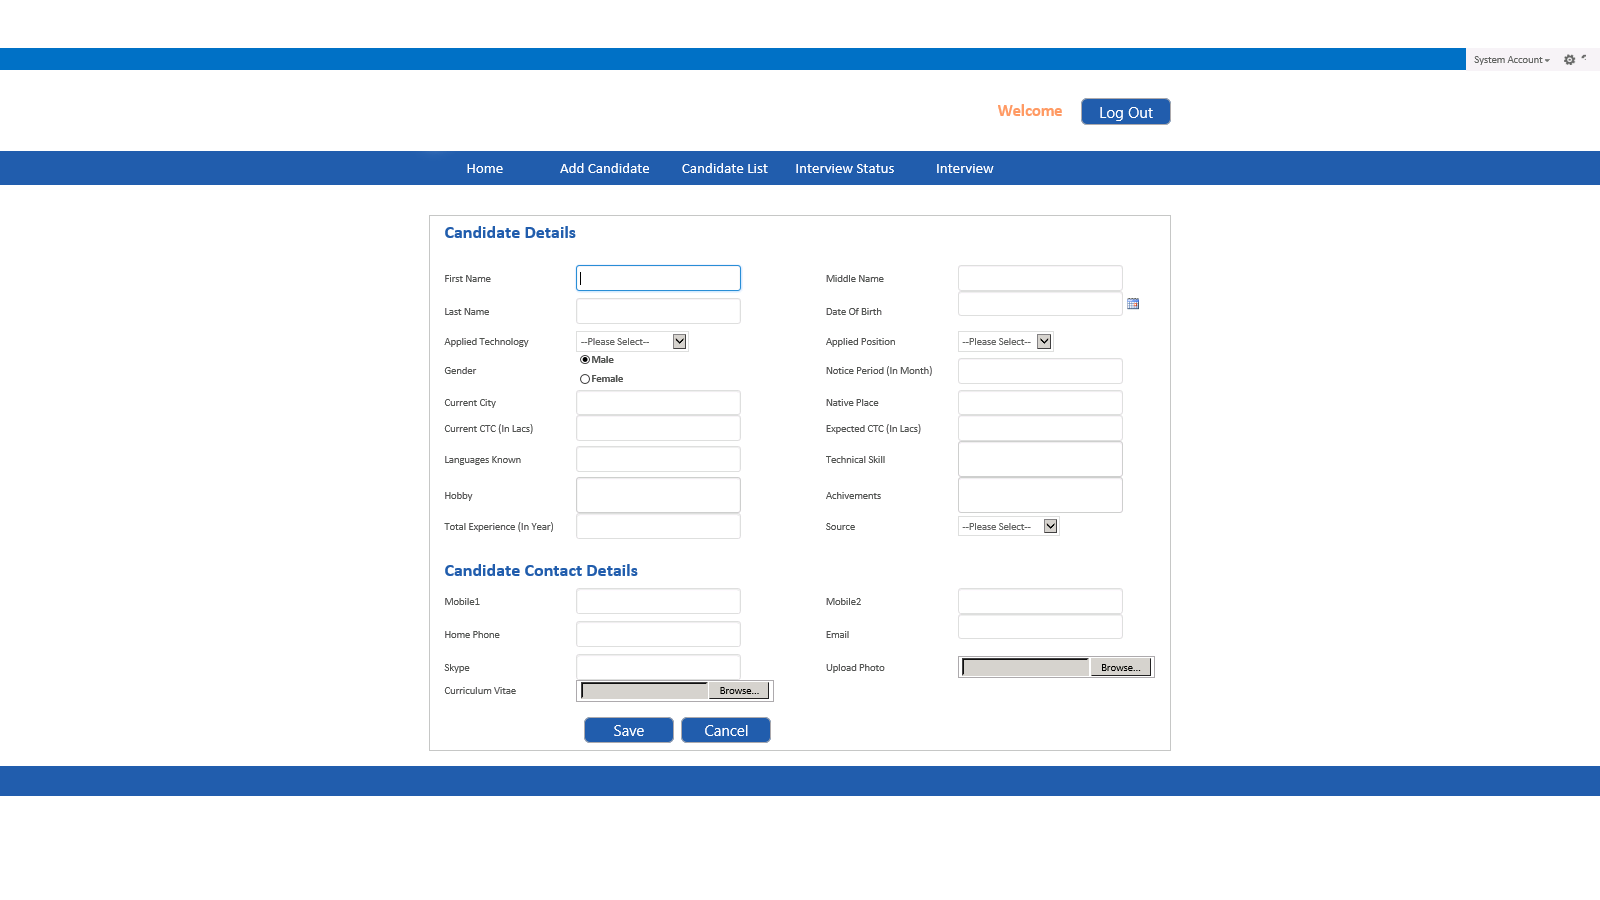 System Account
Welcome
Log Out
Home Add Candidate Candidate List Interview Status Interview
Candidate Details
First Name Middle Name
Last Name Date Of Birth
Applied Technology --Please Select-- Applied Position --Please Select--
Male
Gender Notice Period (In Month)
Female
Current City Native Place
Current CTC (In Lacs) Expected CTC (In Lacs)
Languages Known Technical Skill
Hobby Achivements
Total Experience (In Year) Source --Please Select--
Candidate Contact Details
Mobile1 Mobile2
Home Phone Email
Skype Upload Photo Browse...
Curriculum Vitae Browse...
Save Cancel